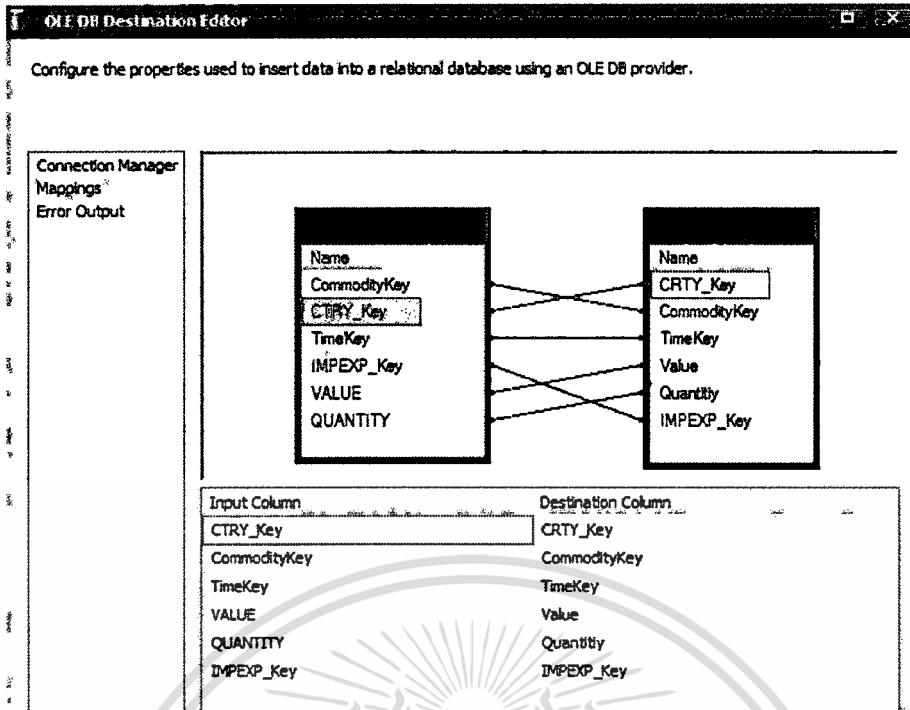 OLE DB Destination Editor
Configure the properties used to insert data into a relational database using an OLE DB provider.
Connection Manager
Mappings
Error Output
Name
CommodityKey
CTRY_Key
TimeKey
IMPEXP_Key
VALUE
QUANTITY
Name
CRTY_Key
CommodityKey
TimeKey
Value
Quantitiy
IMPEXP_Key
Input Column Destination Column
CTRY_Key CRTY_Key
CommodityKey CommodityKey
TimeKey TimeKey
VALUE Value
QUANTITY Quantitiy
IMPEXP_Key IMPEXP_Key